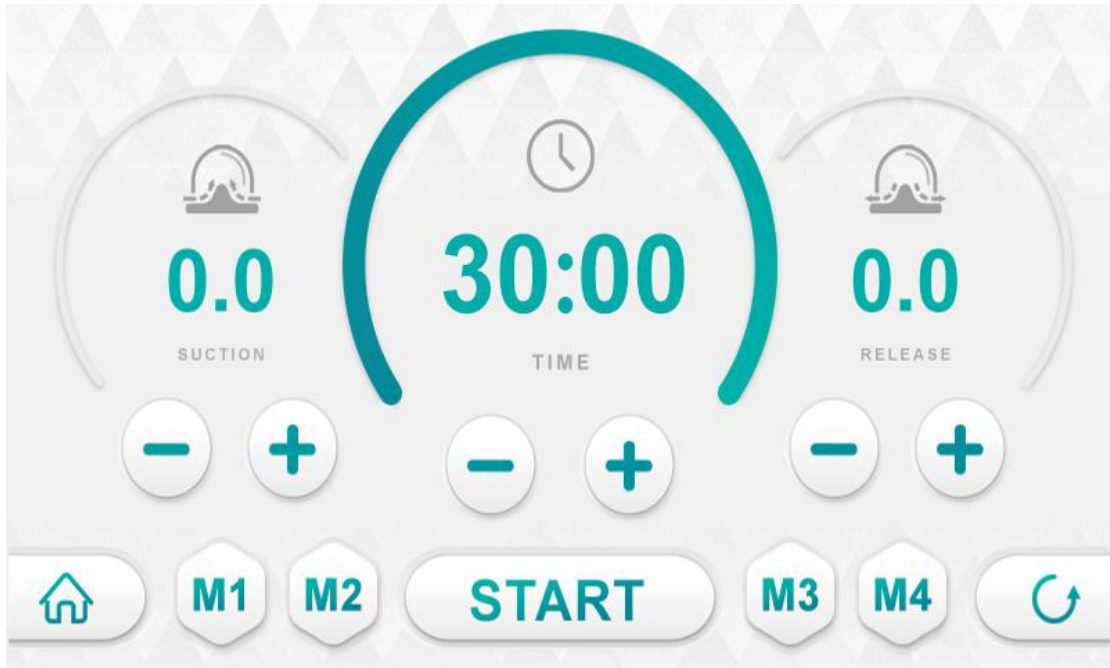 0.0
30:00
0.0
SUCTION
TIME
RELEASE
M1
M2
START
M3
M4